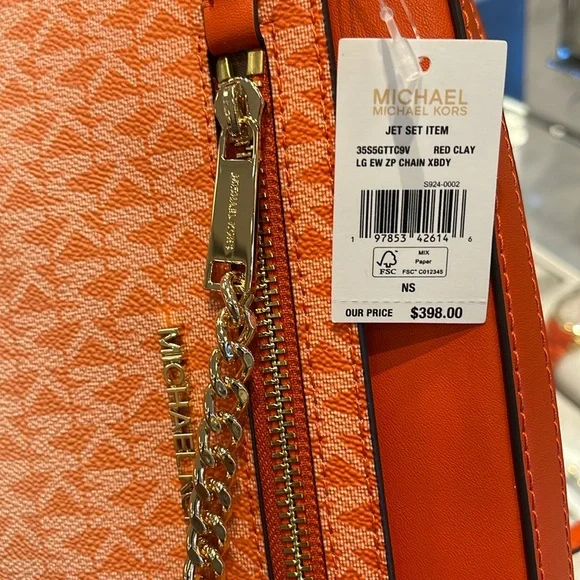 MICHAEL
MICHAEL KORS
JET SET ITEM
35S5GTTC9V RED CLAY
LG EW ZP CHAIN XBDY
S924-0002
1 97853 42614 6
FSC
MIX
Paper
FSC® C012345
NS
OUR PRICE $398.00
MICHAEL KORS
MICHAEL